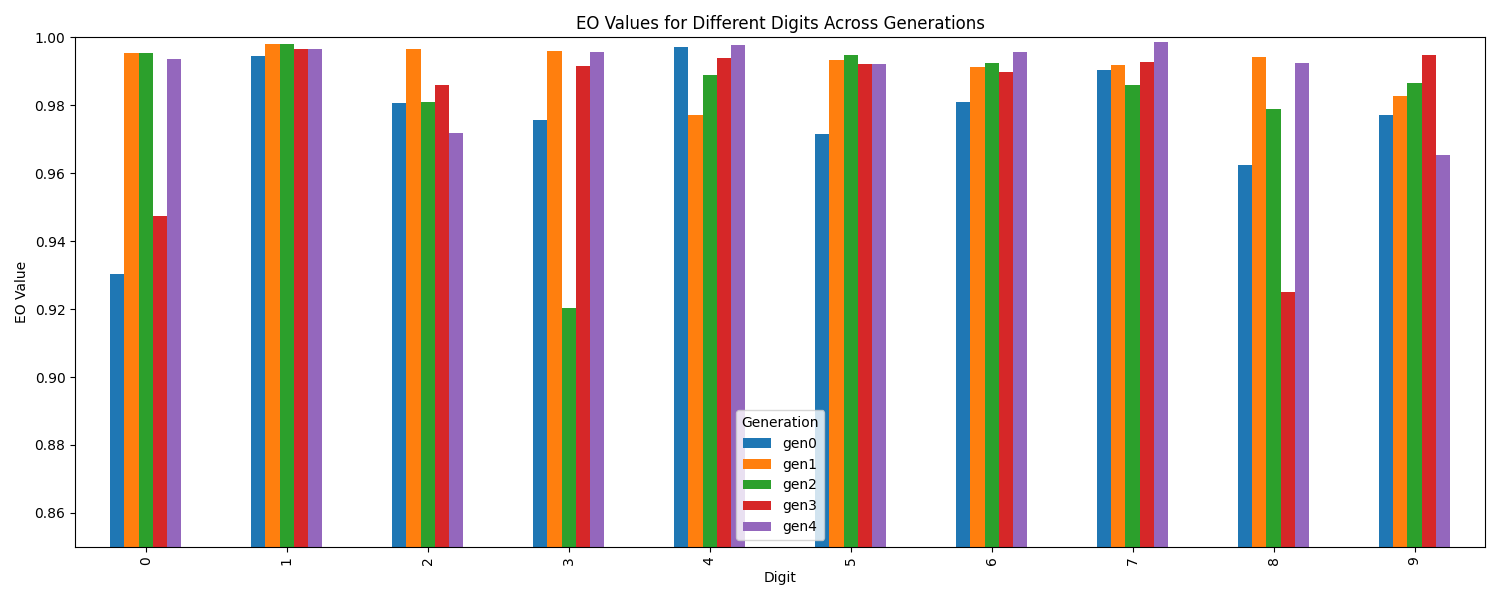 EO Values for Different Digits Across Generations
EO Value
1.00
0.98
0.96
0.94
0.92
0.90
0.88
0.86
Generation
gen0
gen1
gen2
gen3
gen4
0 1 2 3 4 5 6 7 8 9
Digit